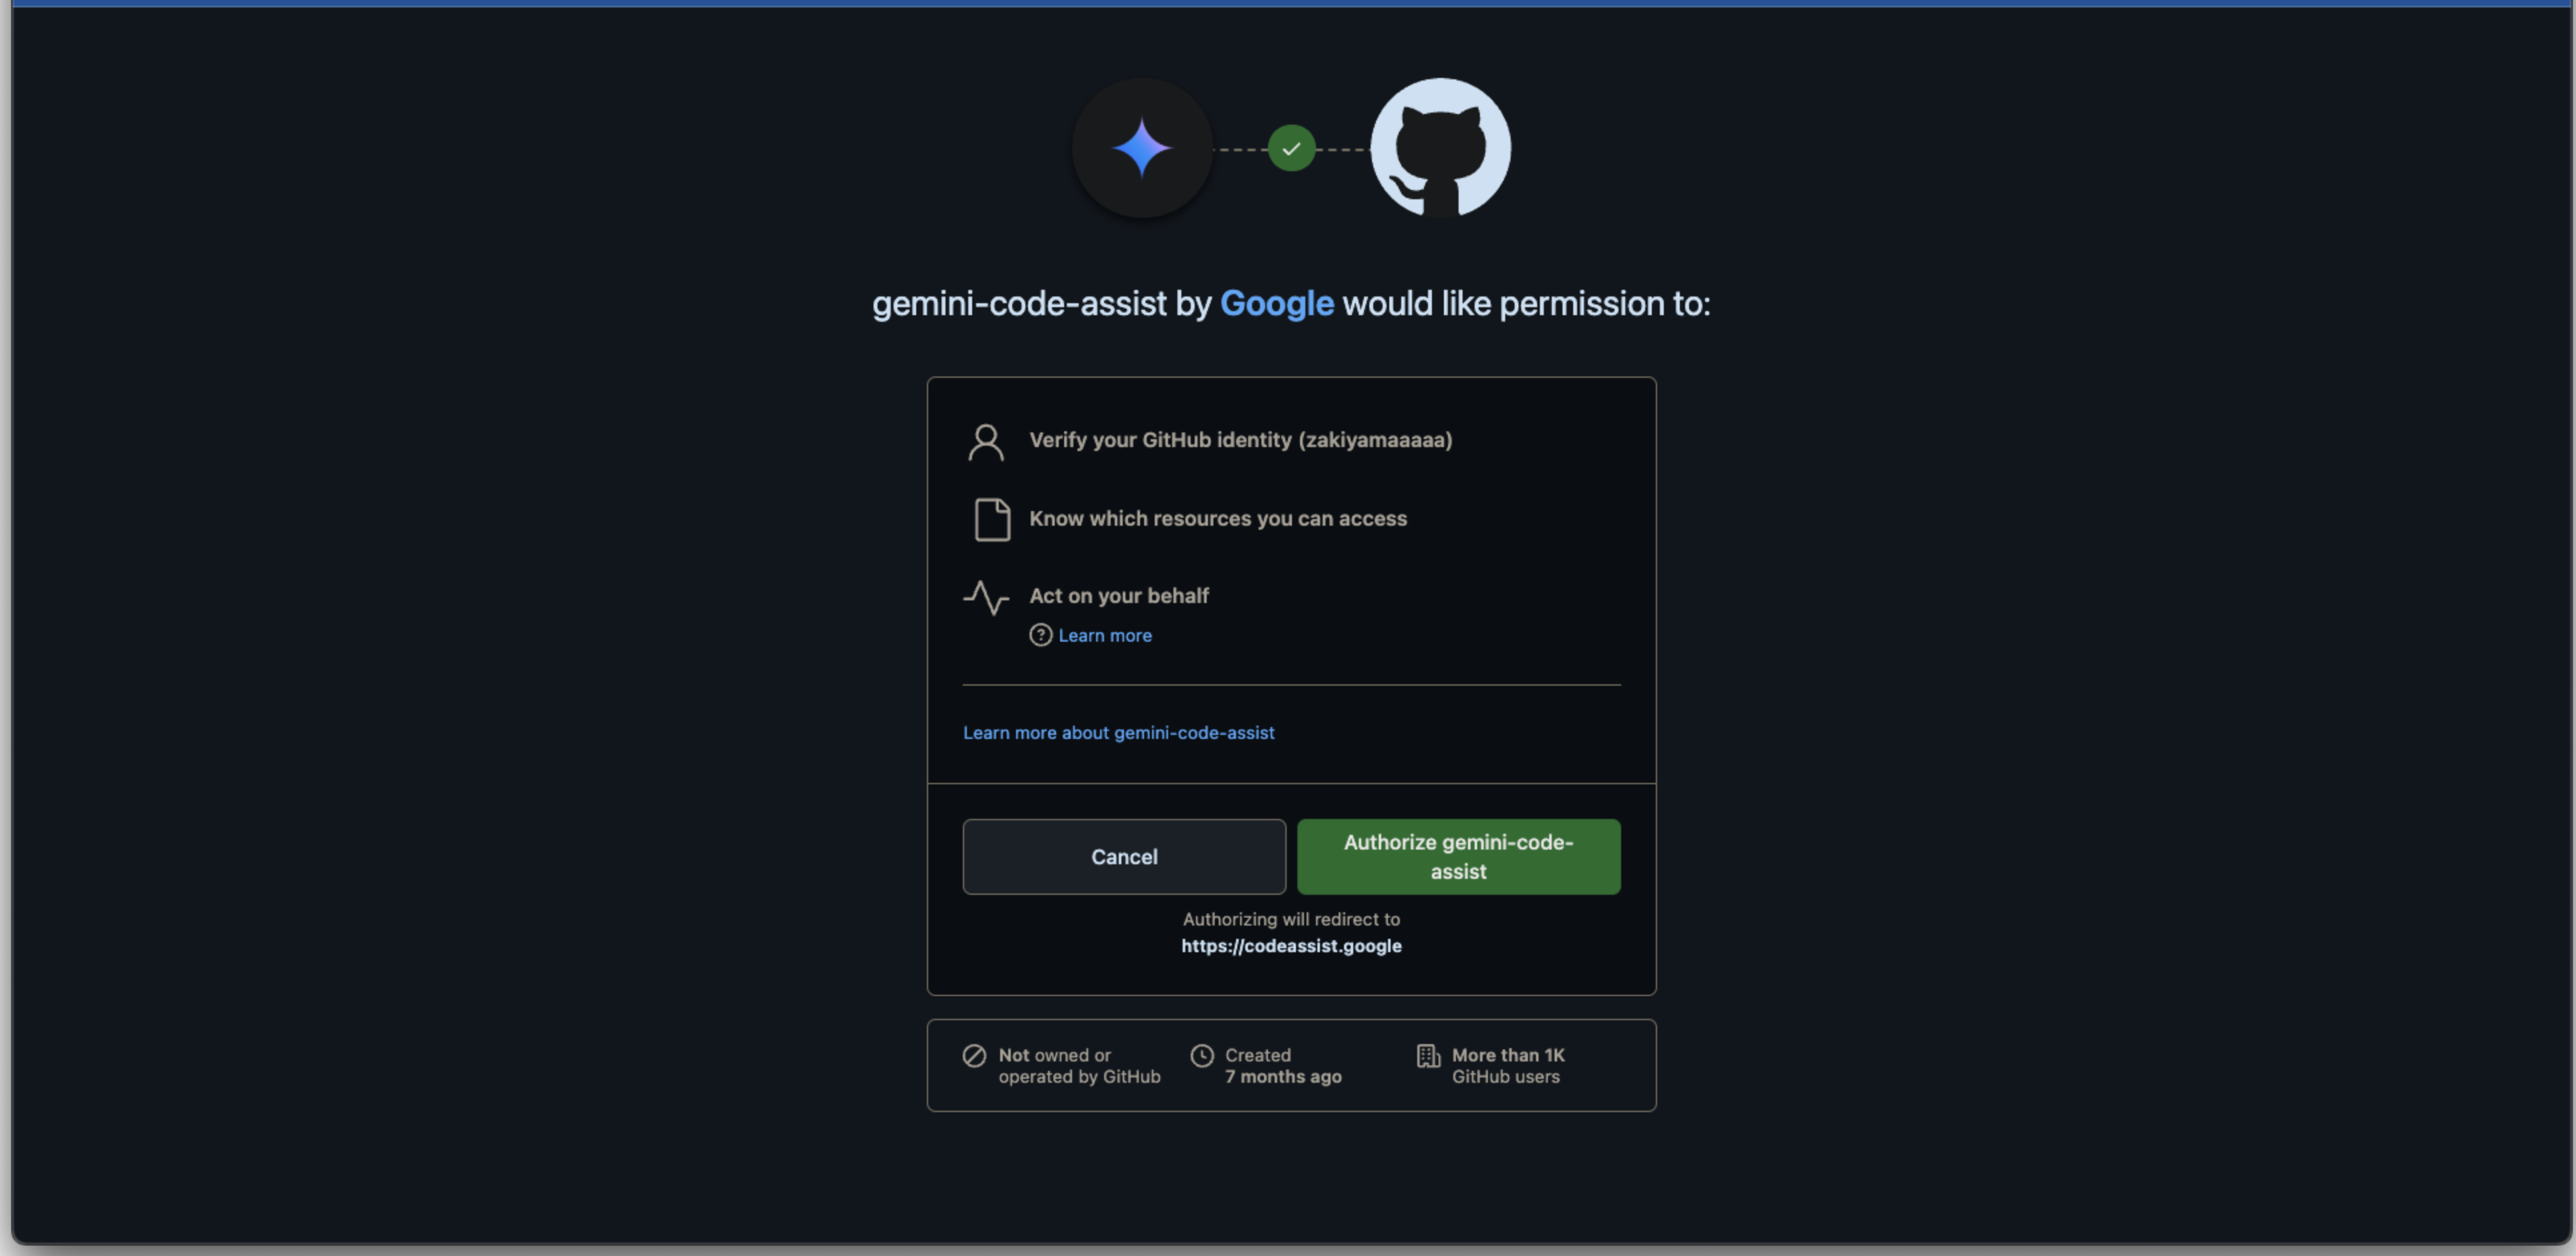 gemini-code-assist by Google would like permission to:
Verify your GitHub identity (zakiyamaaaaa)
Know which resources you can access
Act on your behalf
Learn more
Learn more about gemini-code-assist
Cancel
Authorize gemini-code-
assist
Authorizing will redirect to
https://codeassist.google
Not owned or
operated by GitHub
Created
7 months ago
More than 1K
GitHub users